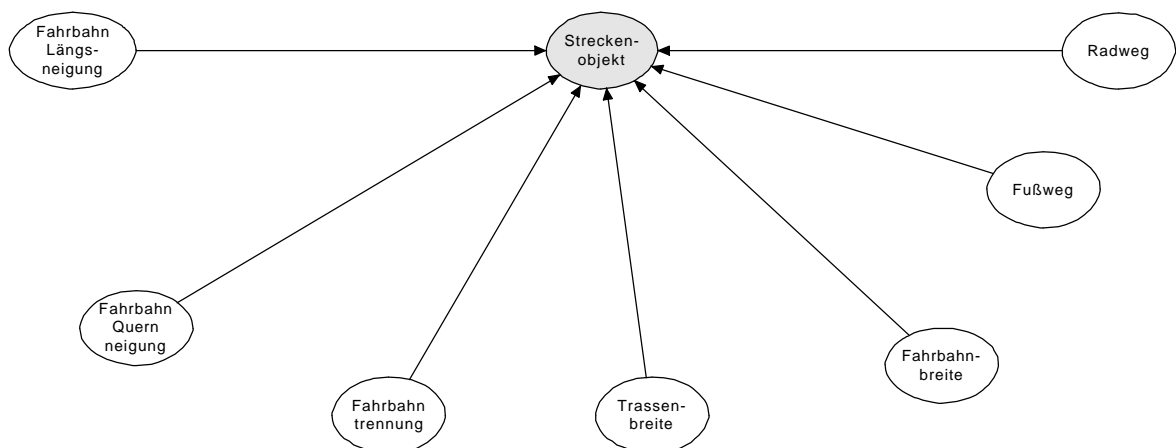 Fahrbahn
Längs-
neigung
Strecken-
objekt
Radweg
Fußweg
Fahrbahn
Quern
neigung
Fahrbahn-
breite
Fahrbahn
trennung
Trassen-
breite